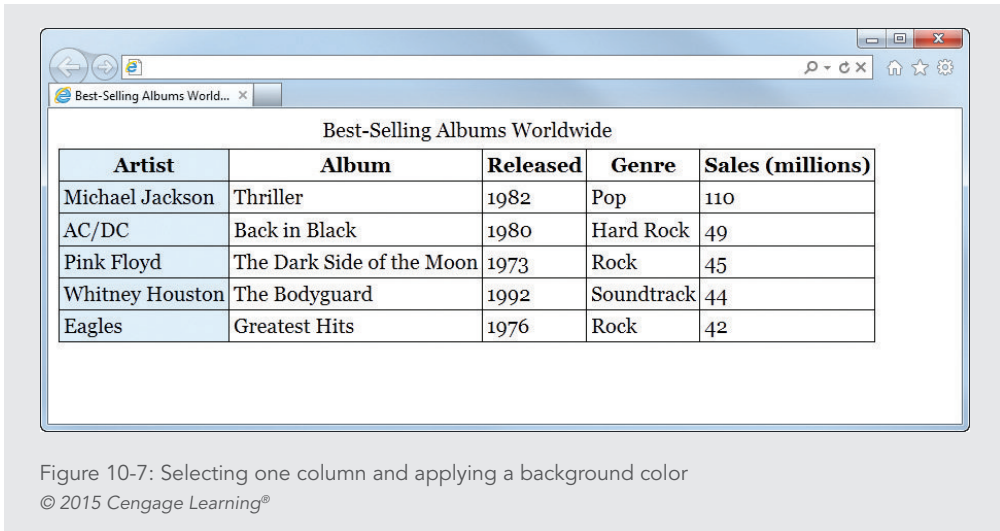 Best-Selling Albums World...
Best-Selling Albums Worldwide
Artist Album Released Genre Sales (millions)
Michael Jackson Thriller 1982 Pop 110
AC/DC Back in Black 1980 Hard Rock 49
Pink Floyd The Dark Side of the Moon 1973 Rock 45
Whitney Houston The Bodyguard 1992 Soundtrack 44
Eagles Greatest Hits 1976 Rock 42
Figure 10-7: Selecting one column and applying a background color
© 2015 Cengage Learning®